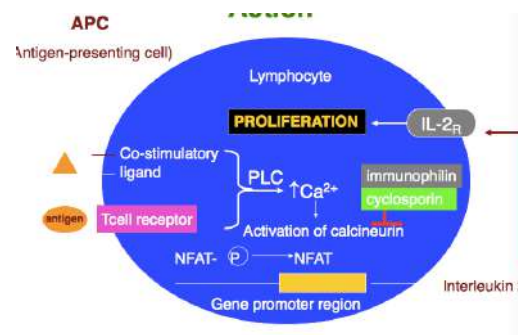 Action
APC
Antigen-presenting cell)
Lymphocyte
PROLIFERATION
IL-2R
Co-stimulatory
ligand
PLC
↑Ca2+
immunophilin
cyclosporin
antigen
Tcell receptor
Activation of calcineurin
NFAT- P → NFAT
Interleukin
Gene promoter region